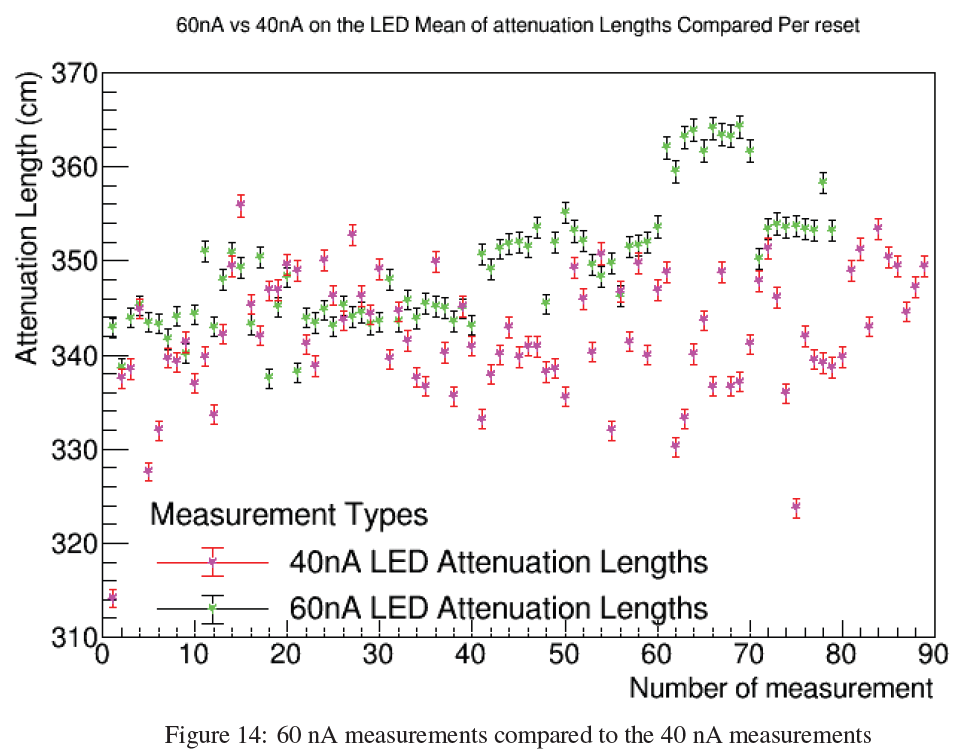 60nA vs 40nA on the LED Mean of attenuation Lengths Compared Per reset
Attenuation Length (cm)
370
360
350
340
330
320
310
Measurement Types
40nA LED Attenuation Lengths
60nA LED Attenuation Lengths
0 10 20 30 40 50 60 70 80 90
Number of measurement
Figure 14: 60 nA measurements compared to the 40 nA measurements